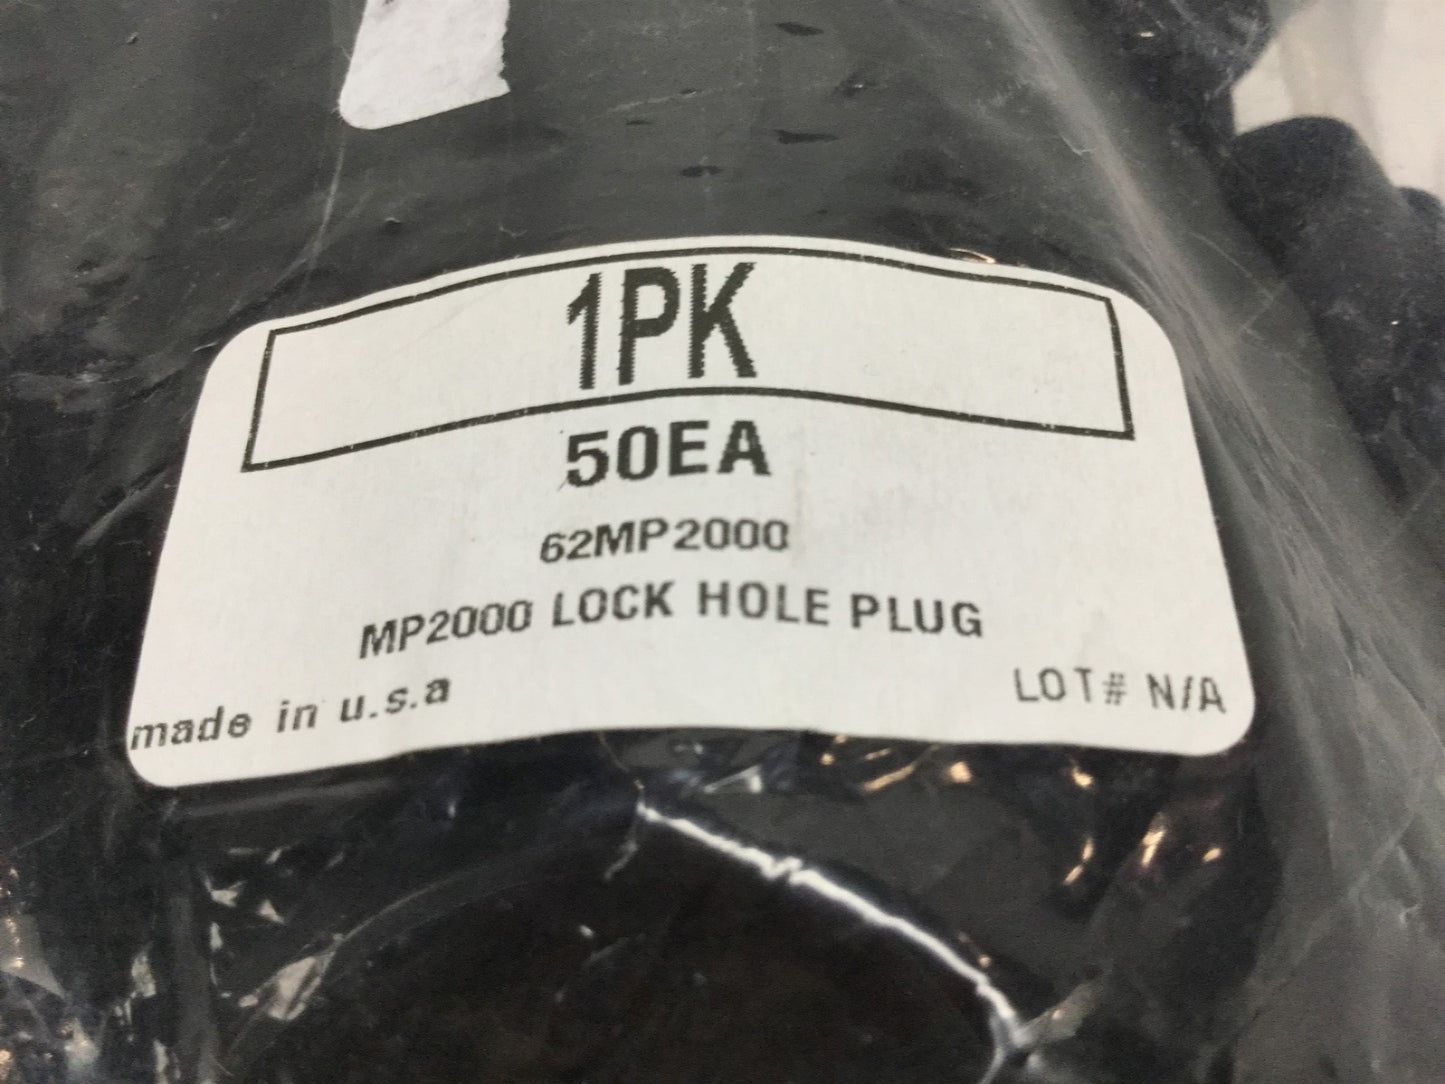 1PK
50EA
62MP2000
MP2000 LOCK HOLE PLUG
made in u.s.a
LOT# N/A